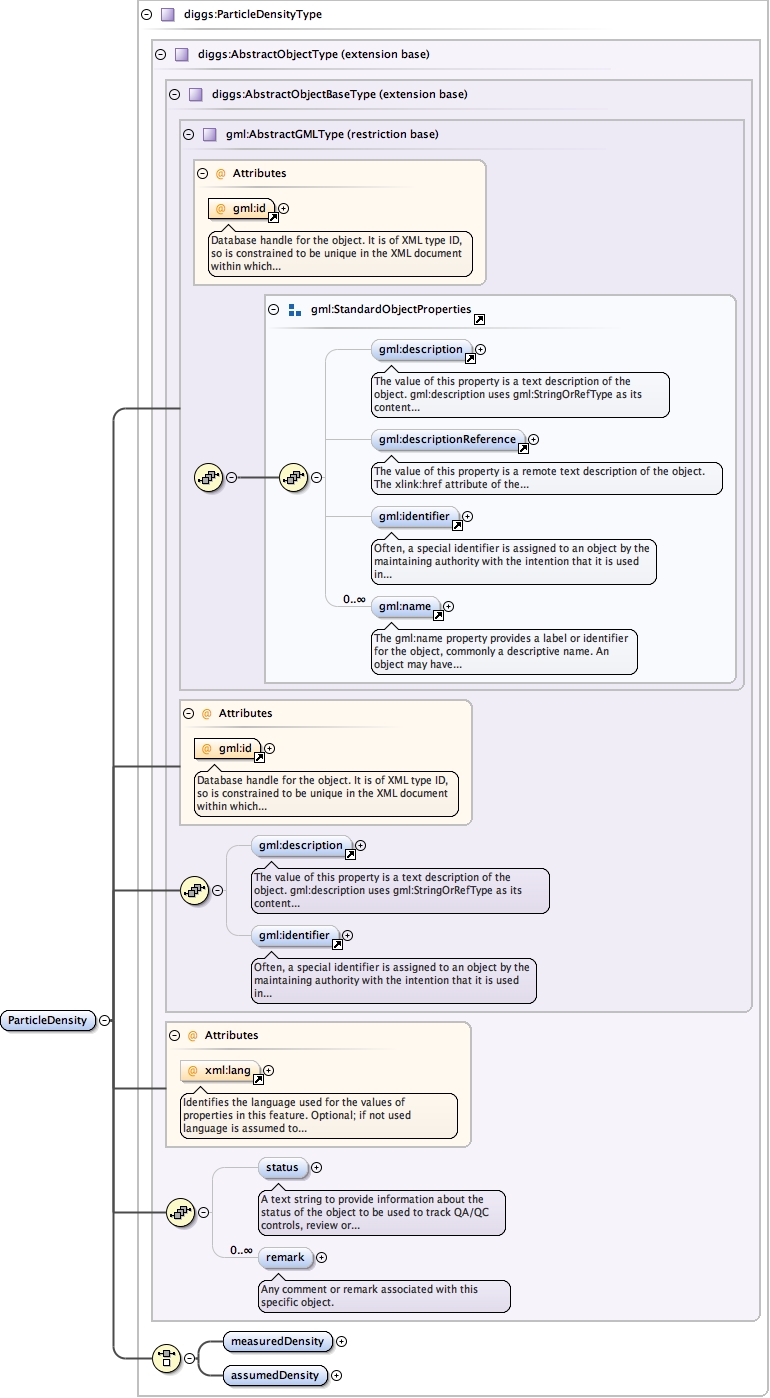 diggs:ParticleDensityType
diggs:AbstractObjectType (extension base)
diggs:AbstractObjectBaseType (extension base)
gml:AbstractGMLType (restriction base)
@ Attributes
@ gml:id
Database handle for the object. It is of XML type ID,
so is constrained to be unique in the XML document
within which...
gml:StandardObjectProperties
gml:description
The value of this property is a text description of the
object. gml:description uses gml:StringOrRefType as its
content...
gml:descriptionReference
The value of this property is a remote text description of the object.
The xlink:href attribute of the...
gml:identifier
Often, a special identifier is assigned to an object by the
maintaining authority with the intention that it is used
in...
0..∞
gml:name
The gml:name property provides a label or identifier
for the object, commonly a descriptive name. An
object may have...
@ Attributes
@ gml:id
Database handle for the object. It is of XML type ID,
so is constrained to be unique in the XML document
within which...
gml:description
The value of this property is a text description of the
object. gml:description uses gml:StringOrRefType as its
content...
gml:identifier
Often, a special identifier is assigned to an object by the
maintaining authority with the intention that it is used
in...
ParticleDensity
@ Attributes
@ xml:lang
Identifies the language used for the values of
properties in this feature. Optional; if not used
language is assumed to...
status
A text string to provide information about the
status of the object to be used to track QA/QC
controls, review or...
0..∞
remark
Any comment or remark associated with this
specific object.
measuredDensity
assumedDensity